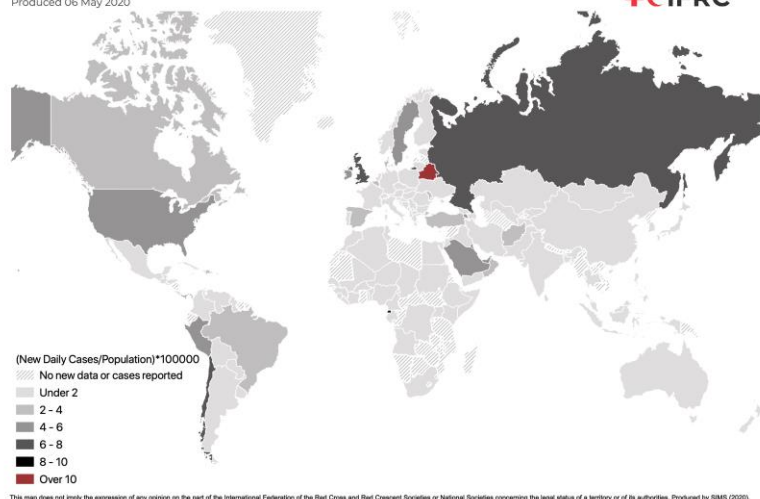 Produced 06 May 2020
IFRC
(New Daily Cases/Population)*100000
No new data or cases reported
Under 2
2 - 4
4 - 6
6 - 8
8 - 10
Over 10
This map does not imply the expression of any opinion on the part of the International Federation of the Red Cross and Red Crescent Societies or National Societies concerning the legal status of a territory or of its authorities. Produced by SIMS (2020).